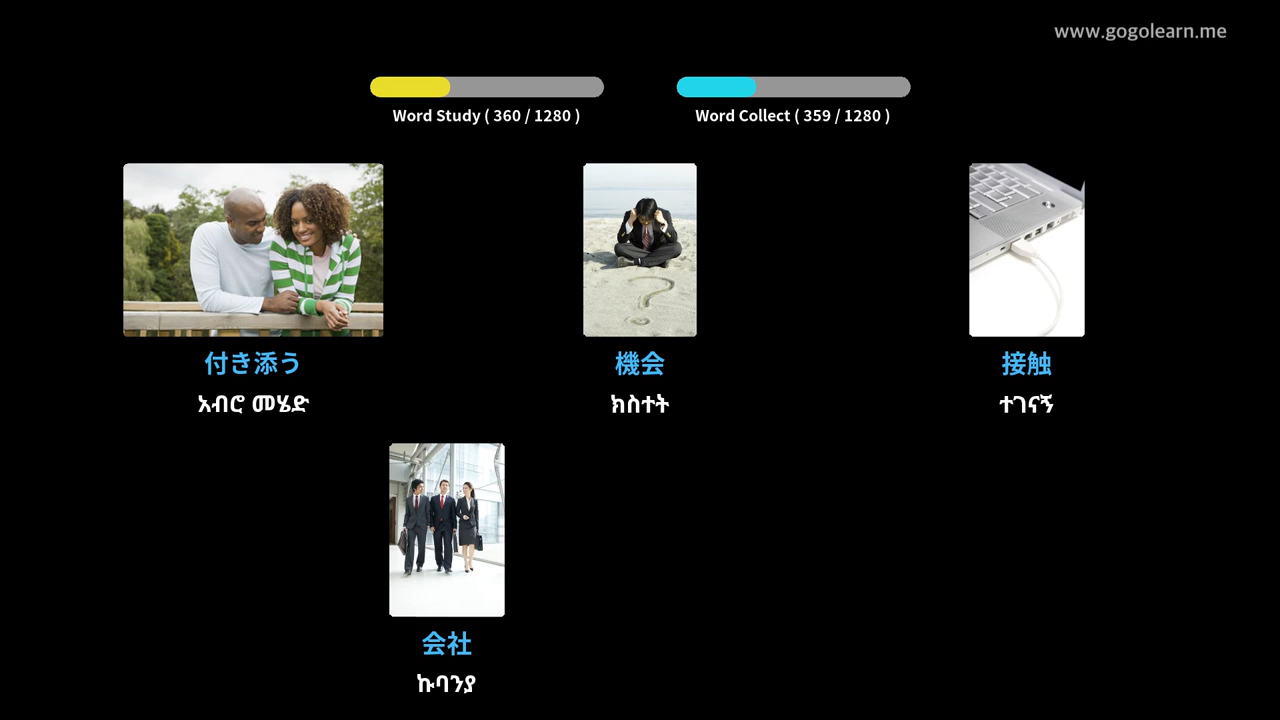 www.gogolearn.me
Word Study ( 360 / 1280 )
Word Collect ( 359 / 1280 )
付き添う
機会
接触
አብሮ መሄድ
ክስተት
ተገናኝ
会社
ኩባንያ